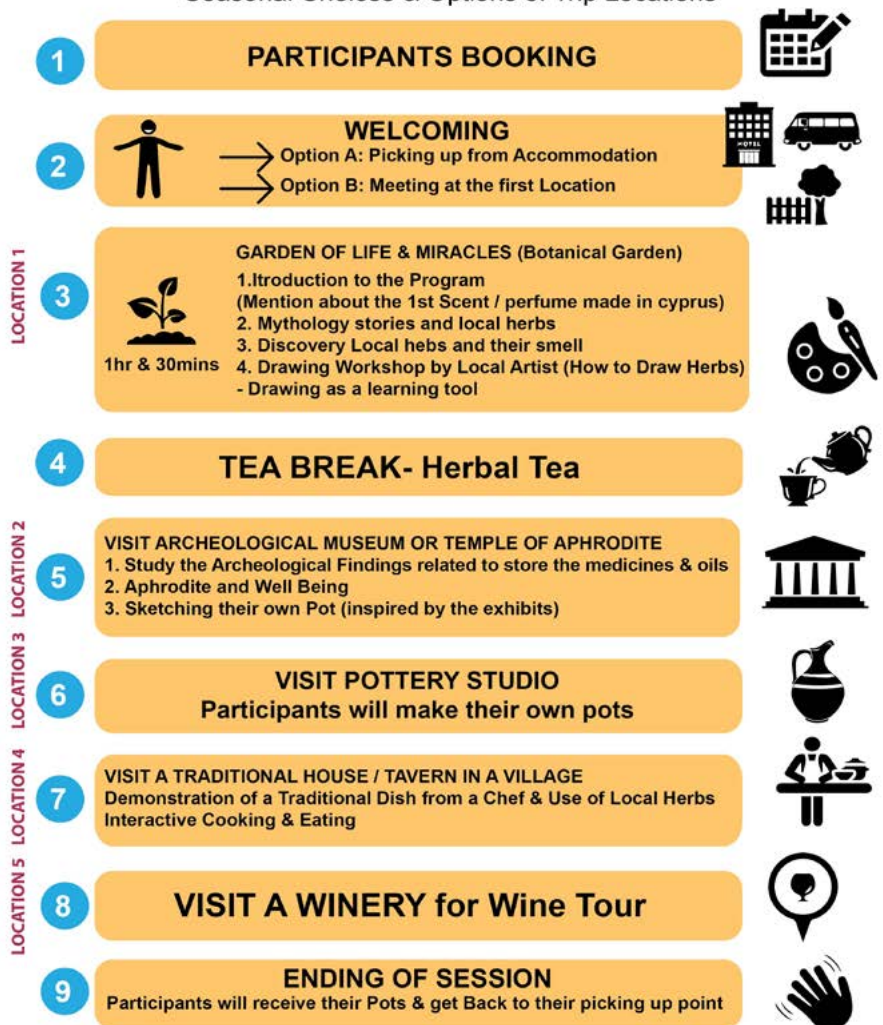 Seasonal Choices & Options of Trip Locations
1
PARTICIPANTS BOOKING
2
WELCOMING
Option A: Picking up from Accommodation
Option B: Meeting at the first Location
HOTEL
LOCATION 1
3
1hr & 30mins
GARDEN OF LIFE & MIRACLES (Botanical Garden)
1.Itroduction to the Program
(Mention about the 1st Scent / perfume made in cyprus)
2. Mythology stories and local herbs
3. Discovery Local hebs and their smell
4. Drawing Workshop by Local Artist (How to Draw Herbs)
- Drawing as a learning tool
4
TEA BREAK- Herbal Tea
LOCATION 2
5
VISIT ARCHEOLOGICAL MUSEUM OR TEMPLE OF APHRODITE
1. Study the Archeological Findings related to store the medicines & oils
2. Aphrodite and Well Being
3. Sketching their own Pot (inspired by the exhibits)
LOCATION 3
6
VISIT POTTERY STUDIO
Participants will make their own pots
LOCATION 4
7
VISIT A TRADITIONAL HOUSE / TAVERN IN A VILLAGE
Demonstration of a Traditional Dish from a Chef & Use of Local Herbs
Interactive Cooking & Eating
LOCATION 5
8
VISIT A WINERY for Wine Tour
9
ENDING OF SESSION
Participants will receive their Pots & get Back to their picking up point